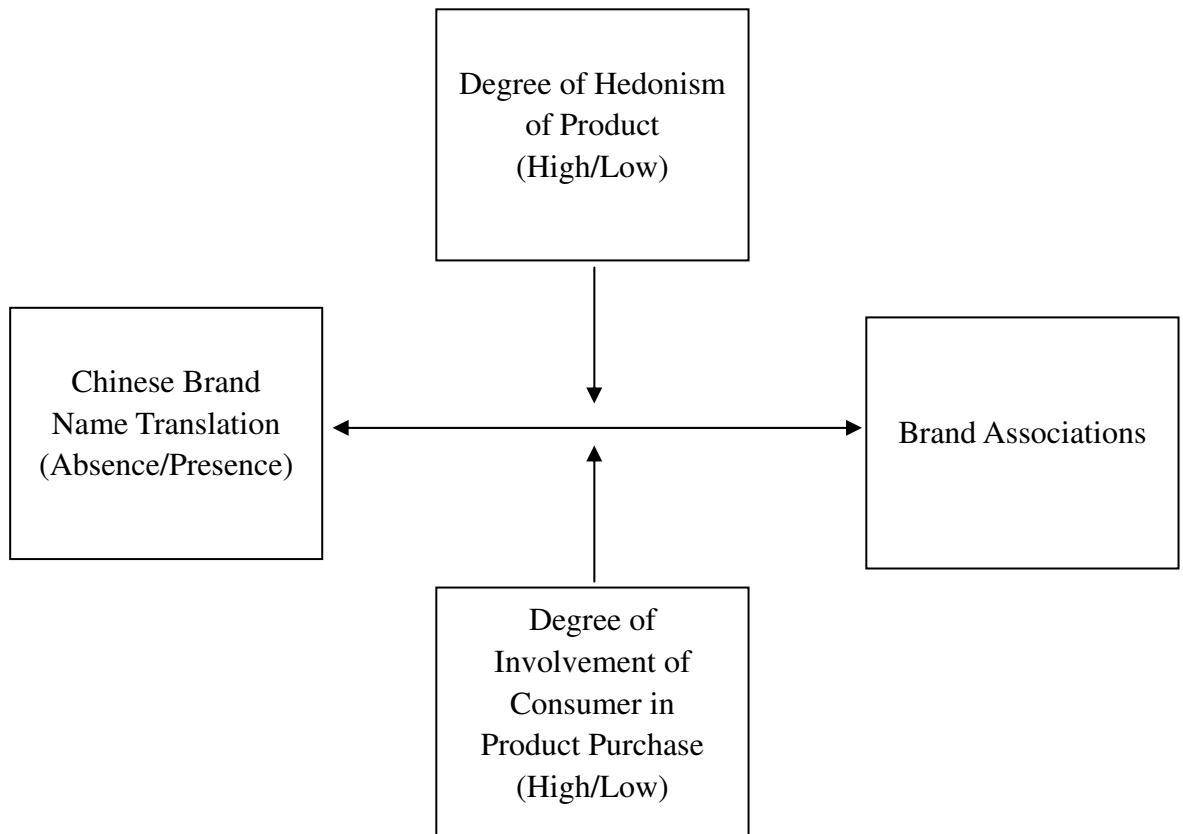 Degree of Hedonism
of Product
(High/Low)
Chinese Brand
Name Translation
(Absence/Presence)
Brand Associations
Degree of
Involvement of
Consumer in
Product Purchase
(High/Low)